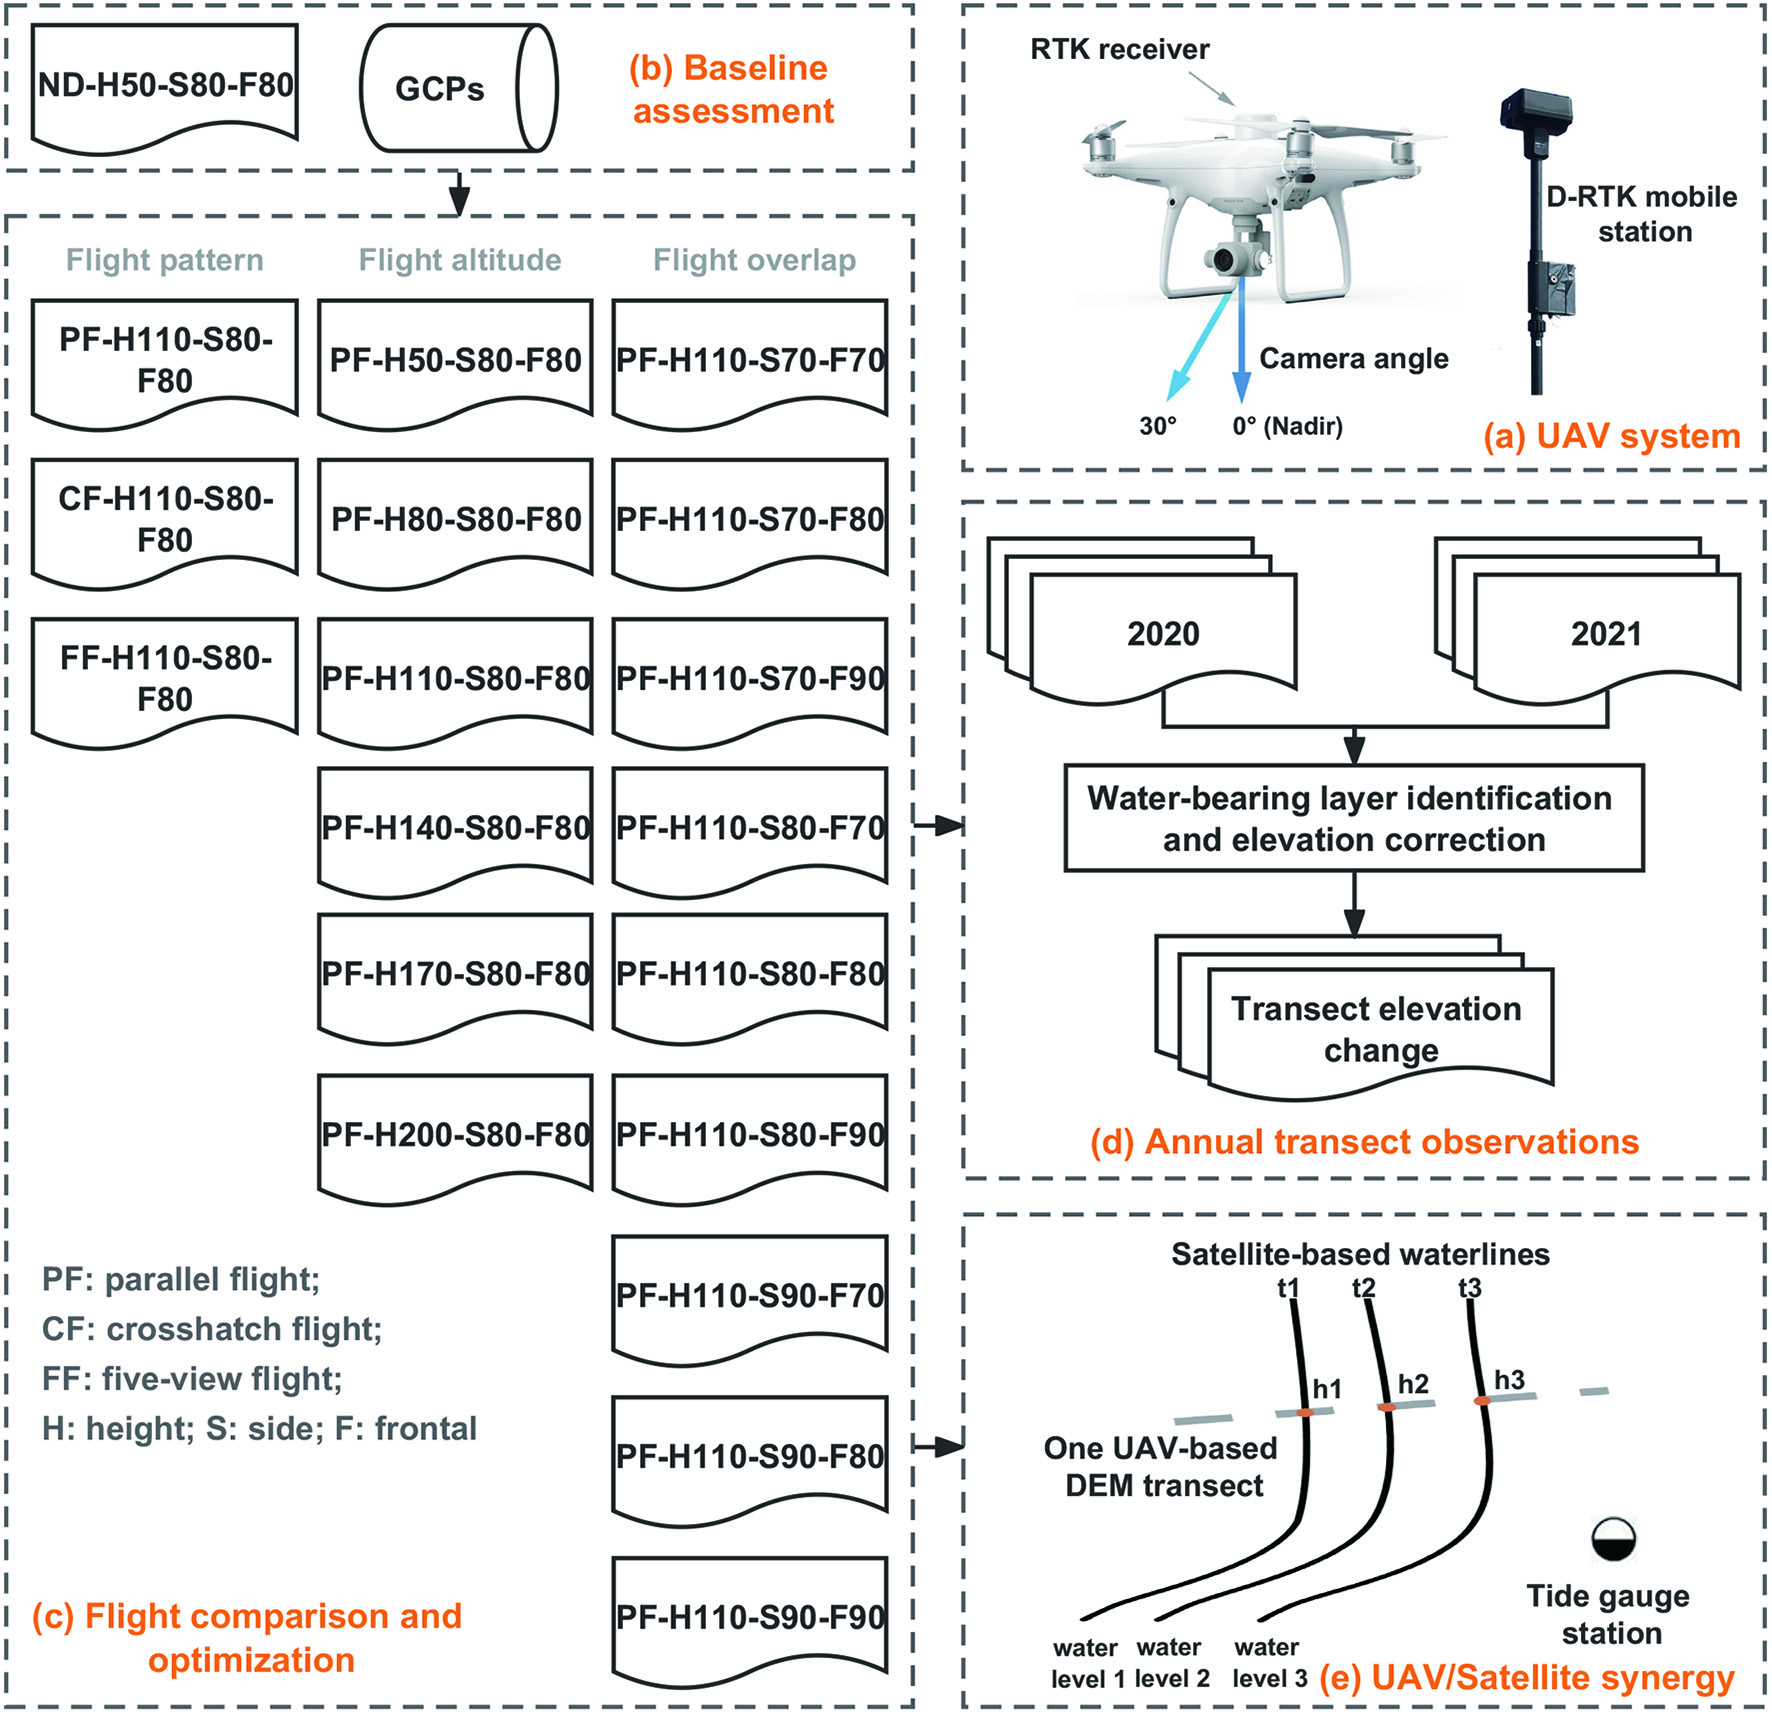 ND-H50-S80-F80
GCPs
(b) Baseline
assessment
Flight pattern
Flight altitude
Flight overlap
PF-H110-S80-
F80
PF-H50-S80-F80
PF-H110-S70-F70
CF-H110-S80-
F80
PF-H80-S80-F80
PF-H110-S70-F80
FF-H110-S80-
F80
PF-H110-S80-F80
PF-H110-S70-F90
PF-H140-S80-F80
PF-H110-S80-F70
PF-H170-S80-F80
PF-H110-S80-F80
PF-H200-S80-F80
PF-H110-S80-F90
PF-H110-S90-F70
PF-H110-S90-F80
PF-H110-S90-F90
PF: parallel flight;
CF: crosshatch flight;
FF: five-view flight;
H: height; S: side; F: frontal
(c) Flight comparison and
optimization
RTK receiver
D-RTK mobile
station
Camera angle
30°
0° (Nadir)
(a) UAV system
2020
2021
Water-bearing layer identification
and elevation correction
Transect elevation
change
(d) Annual transect observations
Satellite-based waterlines
t1
t2
t3
h1
h2
h3
One UAV-based
DEM transect
Tide gauge
station
water
level 1
water
level 2
water
level 3
(e) UAV/Satellite synergy